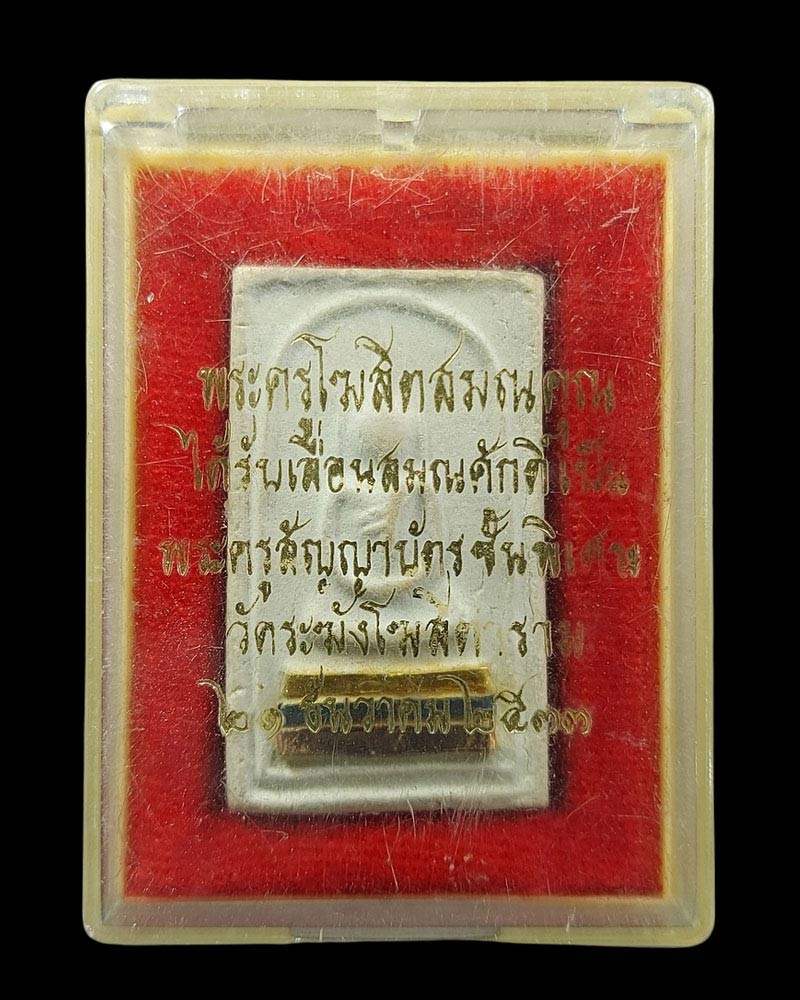 พระครูโฆสิตสมณคุณ
ได้รับเลื่อนสมณศักดิ์เป็น
พระครูสัญญาบัตรชั้นพิเศษ
วัดระฆังโฆสิตาราม
๒๑ ธันวาคม ๒๕๓๓